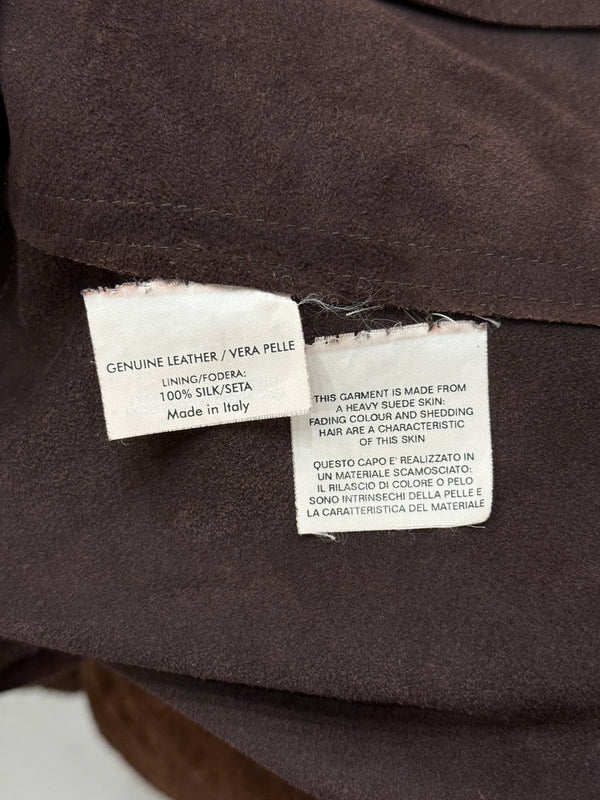 GENUINE LEATHER / VERA PELLE
LINING/FODERA:
100% SILK/SETA
Made in Italy
THIS GARMENT IS MADE FROM
A HEAVY SUEDE SKIN:
FADING COLOUR AND SHEDDING
HAIR ARE A CHARACTERISTIC
OF THIS SKIN
QUESTO CAPO E' REALIZZATO IN
UN MATERIALE SCAMOSCIATO:
IL RILASCIO DI COLORE O PELO
SONO INTRINSECHI DELLA PELLE E
LA CARATTERISTICA DEL MATERIALE